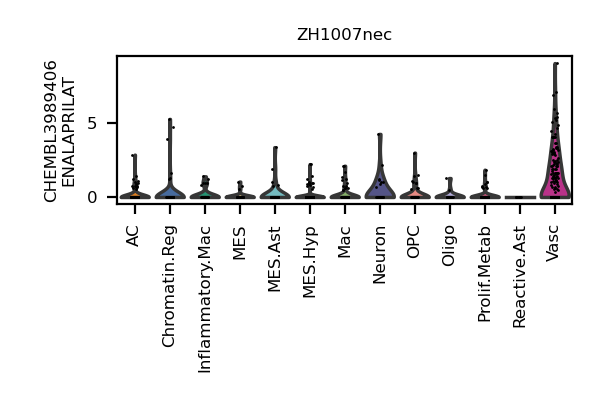 ZH1007nec
CHEMBL3989406
ENALAPRILAT
5
0
AC
Chromatin.Reg
Inflammatory.Mac
MES
MES.Ast
MES.Hyp
Mac
Neuron
OPC
Oligo
Prolif.Metab
Reactive.Ast
Vasc